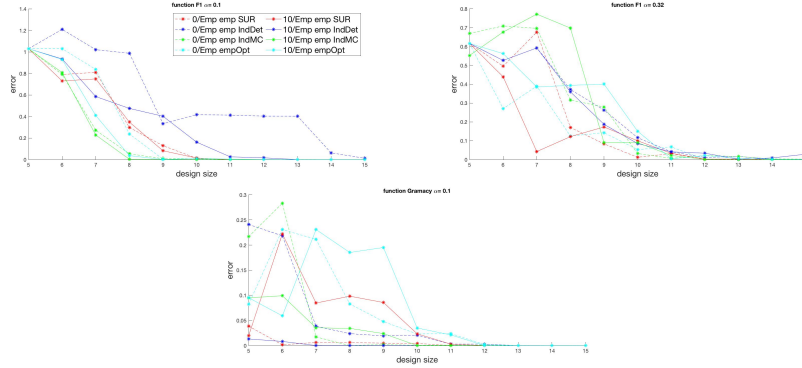 function F1 α= 0.1
error
1.4
1.2
1
0.8
0.6
0.4
0.2
0
5 6 7 8 9 10 11 12 13 14 15
design size
0/Emp emp SUR
0/Emp emp IndDet
0/Emp emp IndMC
0/Emp empOpt
10/Emp emp SUR
10/Emp emp IndDet
10/Emp emp IndMC
10/Emp empOpt
function F1 α= 0.32
error
0.8
0.7
0.6
0.5
0.4
0.3
0.2
0.1
0
5 6 7 8 9 10 11 12 13 14
design size
function Gramacy α= 0.1
error
0.3
0.25
0.2
0.15
0.1
0.05
0
5 6 7 8 9 10 11 12 13 14 15
design size